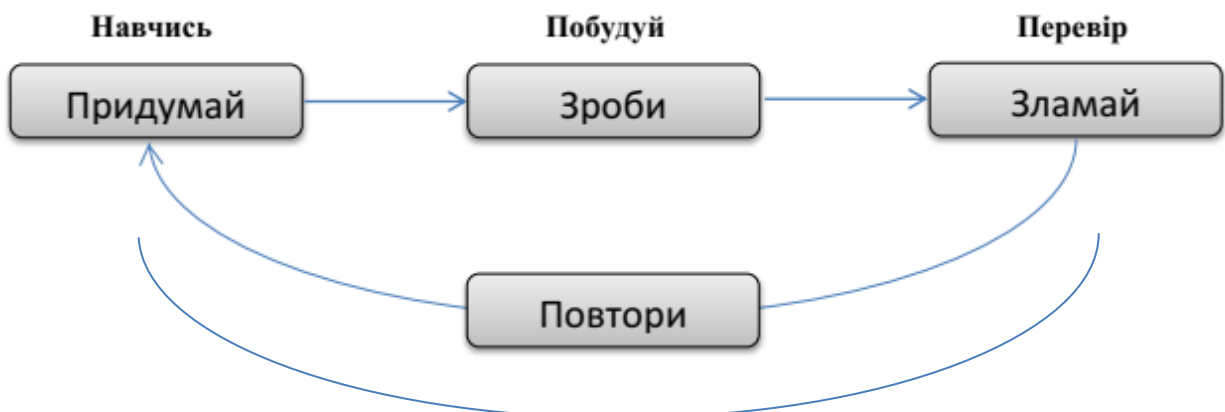 Навчись
Побудуй
Перевір
Придумай
Зроби
Зламай
Повтори